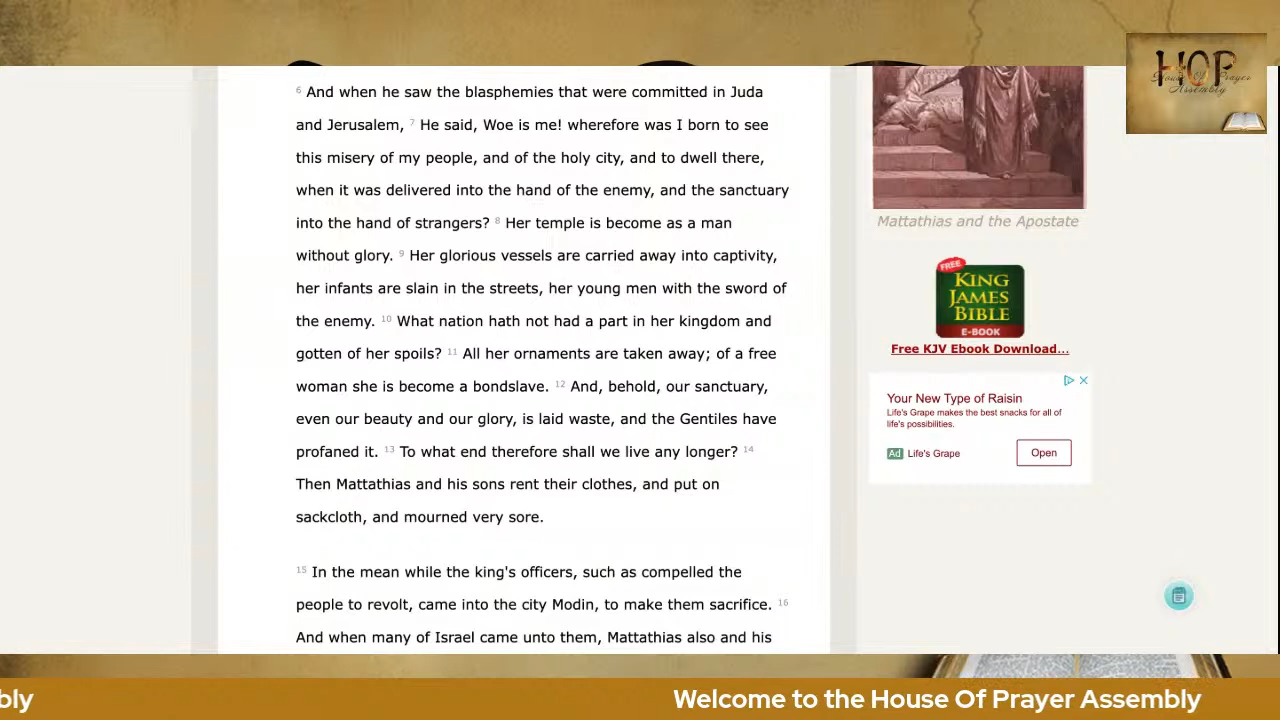 HOP
House Of Prayer
Assembly
6 And when he saw the blasphemies that were committed in Juda
and Jerusalem, 7 He said, Woe is me! wherefore was I born to see
this misery of my people, and of the holy city, and to dwell there,
when it was delivered into the hand of the enemy, and the sanctuary
into the hand of strangers? 8 Her temple is become as a man
without glory. 9 Her glorious vessels are carried away into captivity,
her infants are slain in the streets, her young men with the sword of
the enemy. 10 What nation hath not had a part in her kingdom and
gotten of her spoils? 11 All her ornaments are taken away; of a free
woman she is become a bondslave. 12 And, behold, our sanctuary,
even our beauty and our glory, is laid waste, and the Gentiles have
profaned it. 13 To what end therefore shall we live any longer? 14
Then Mattathias and his sons rent their clothes, and put on
sackcloth, and mourned very sore.
15 In the mean while the king's officers, such as compelled the
people to revolt, came into the city Modin, to make them sacrifice. 16
And when many of Israel came unto them, Mattathias also and his
Mattathias and the Apostate
FREE
KING
JAMES
BIBLE
E-BOOK
Free KJV Ebook Download...
Your New Type of Raisin
Life's Grape makes the best snacks for all of
life's possibilities.
Ad Life's Grape
Open
bly
Welcome to the House Of Prayer Assembly